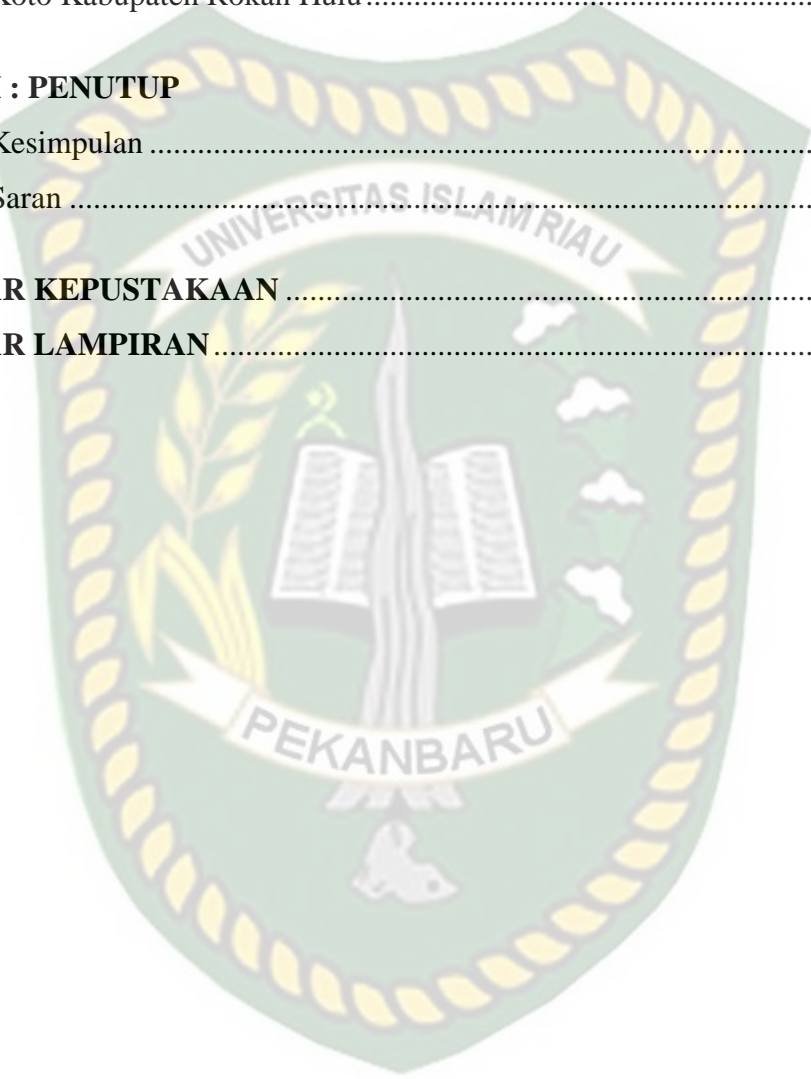 Koto Kabupaten Rokan Hulu..........................................................
: PENUTUP
Kesimpulan ....................................................................................
Saran ..............................................................................................
UNIVERSITAS ISLAM RIAU
R KEPUSTAKAAN ..................................................................
R LAMPIRAN ...........................................................................
PEKANBARU